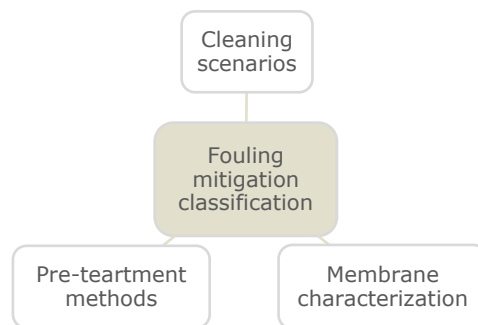 Cleaning
scenarios
Fouling
mitigation
classification
Pre-teartment
methods
Membrane
characterization